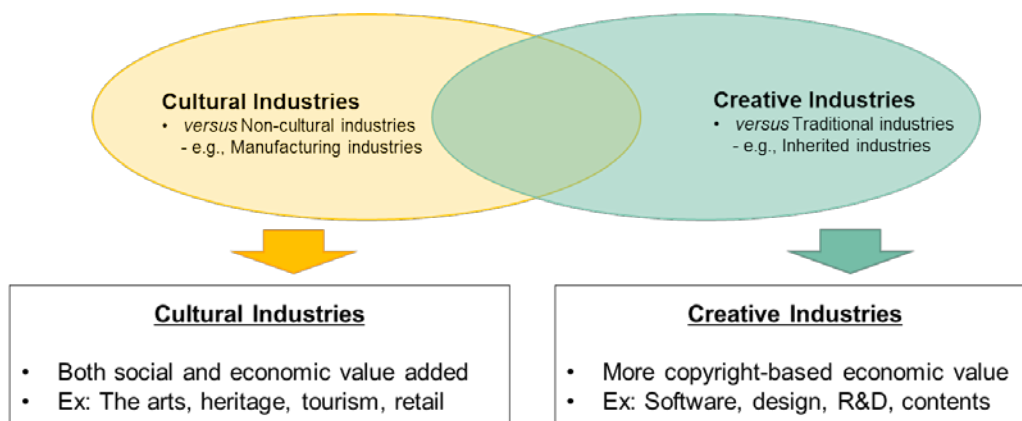 Cultural Industries
• versus Non-cultural industries
- e.g., Manufacturing industries
Creative Industries
• versus Traditional industries
- e.g., Inherited industries
Cultural Industries
• Both social and economic value added
• Ex: The arts, heritage, tourism, retail
Creative Industries
• More copyright-based economic value
• Ex: Software, design, R&D, contents